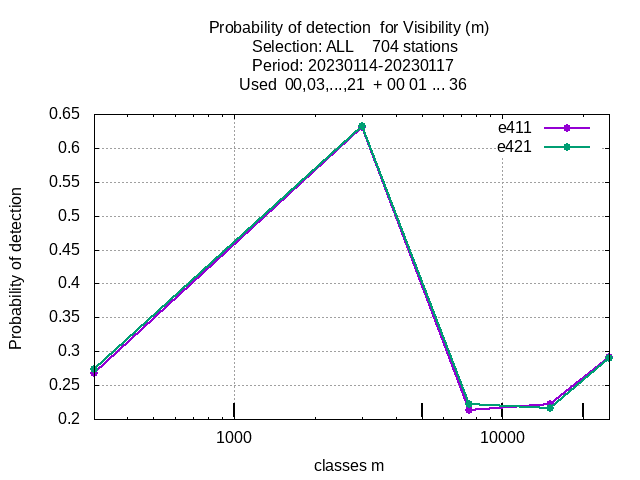 Probability of detection  for Visibility (m)
Selection: ALL    704 stations
Period: 20230114-20230117
Used  00,03,...,21  + 00 01 ... 36
e411
e421
0.65
0.6
0.55
0.5
0.45
0.4
0.35
0.3
0.25
0.2
Probability of detection
1000
10000
classes m